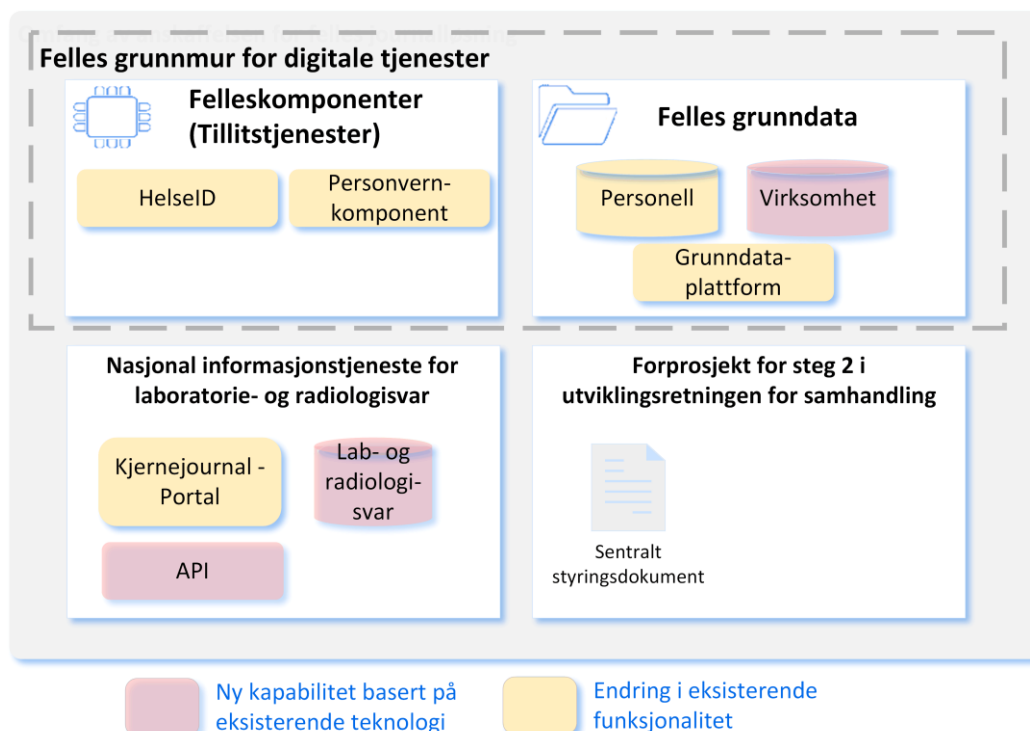 Felles grunnmur for digitale tjenester
Felleskomponenter
(Tillitstjenester)
HelseID
Personvern-
komponent
Felles grunndata
Personell
Virksomhet
Grunndata-
plattform
Nasjonal informasjonstjeneste for
laboratorie- og radiologisvar
Kjernejournal -
Portal
Lab- og
radiologi-
svar
API
Forprosjekt for steg 2 i
utviklingsretningen for samhandling
Sentralt
styringsdokument
Ny kapabilitet basert på
eksisterende teknologi
Endring i eksisterende
funksjonalitet